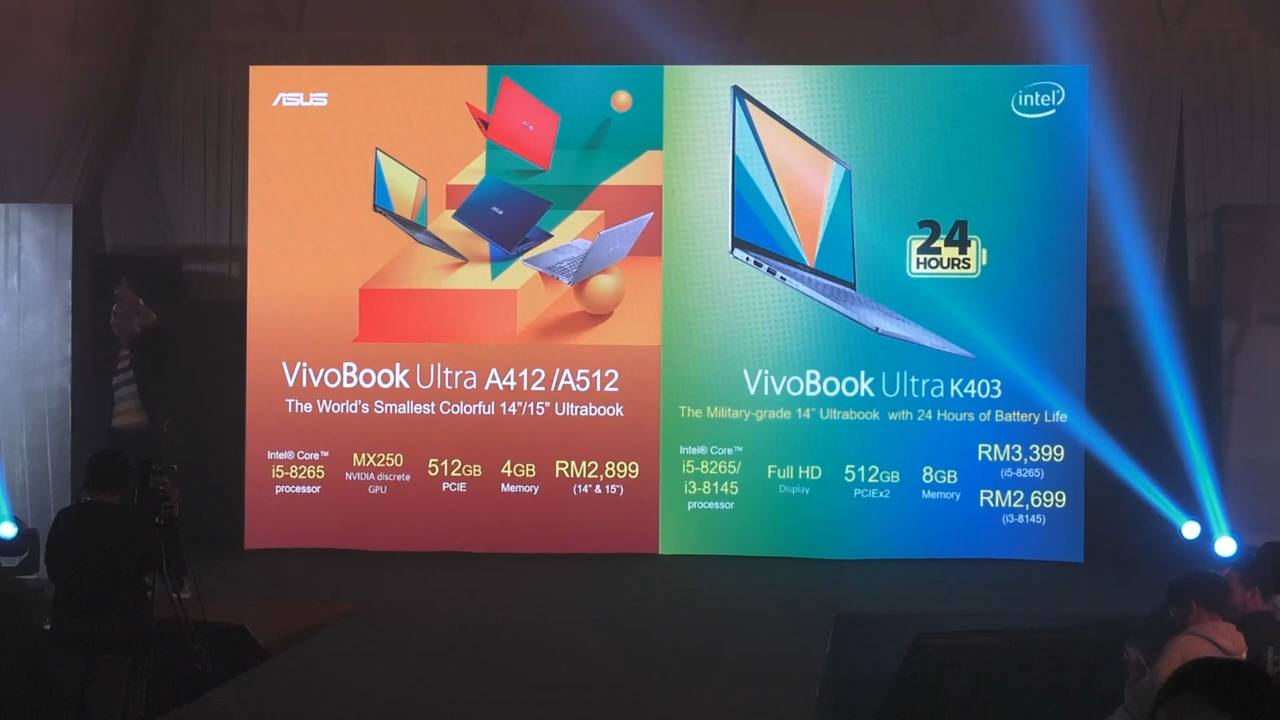 ASUS
VivoBook Ultra A412 /A512
The World's Smallest Colorful 14"/15" Ultrabook
Intel® Core™
i5-8265
processor
MX250
NVIDIA discrete
GPU
512GB
PCIE
4GB
Memory
RM2,899
(14" & 15")
intel
24
HOURS
VivoBook Ultra K403
The Military-grade 14" Ultrabook with 24 Hours of Battery Life
Intel® Core™
i5-8265/
i3-8145
processor
Full HD
Display
512GB
PCIEx2
8GB
Memory
RM3,399
(i5-8265)
RM2,699
(i3-8145)